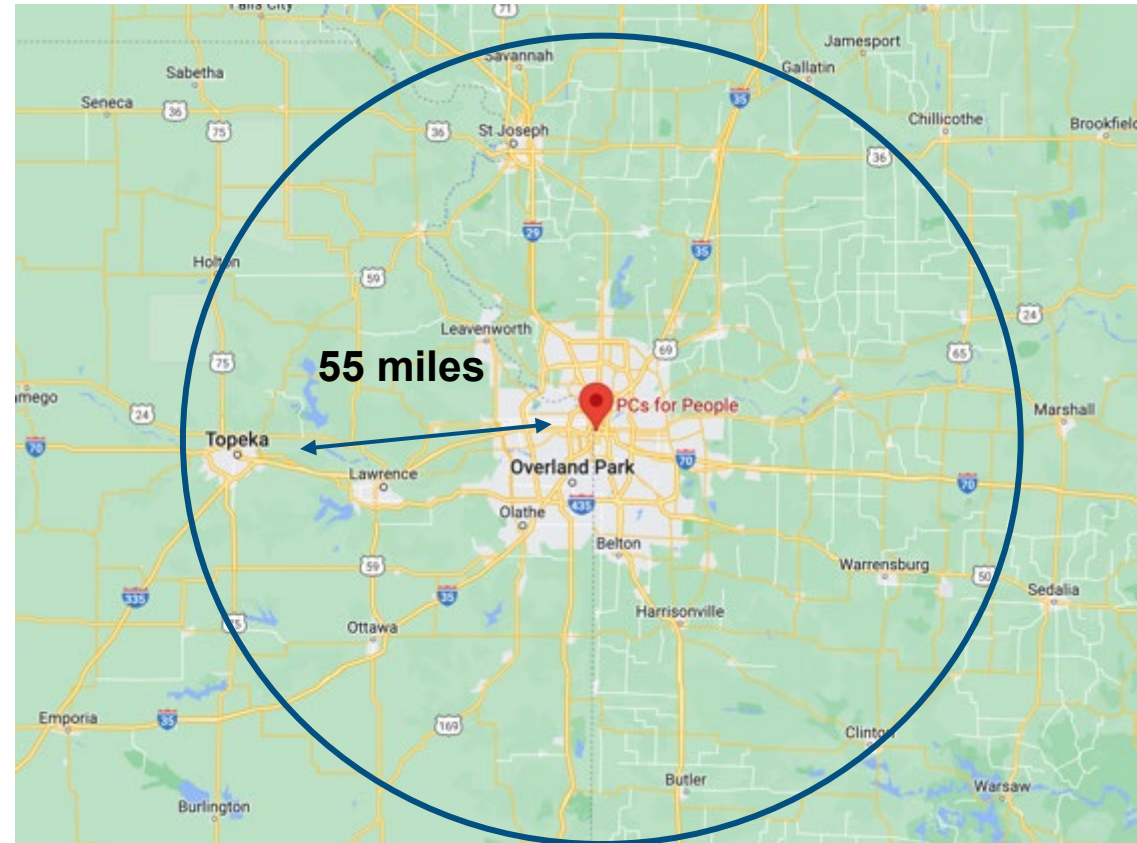 71
Savannah
Jamesport
Gallatin
Sabetha
Seneca
36
75
36
St Joseph
35
Chillicothe
Brookfield
36
29
35
Holton
59
24
Leavenworth
69
65
75
55 miles
PCs for People
Marshall
24
70
Topeka
Overland Park
70
70
Lawrence
435
Olathe
Belton
59
Warrensburg
50
335
35
Sedalia
Harrisonville
75
Ottawa
Emporia
35
169
Clinton
Butler
Warsaw
Burlington